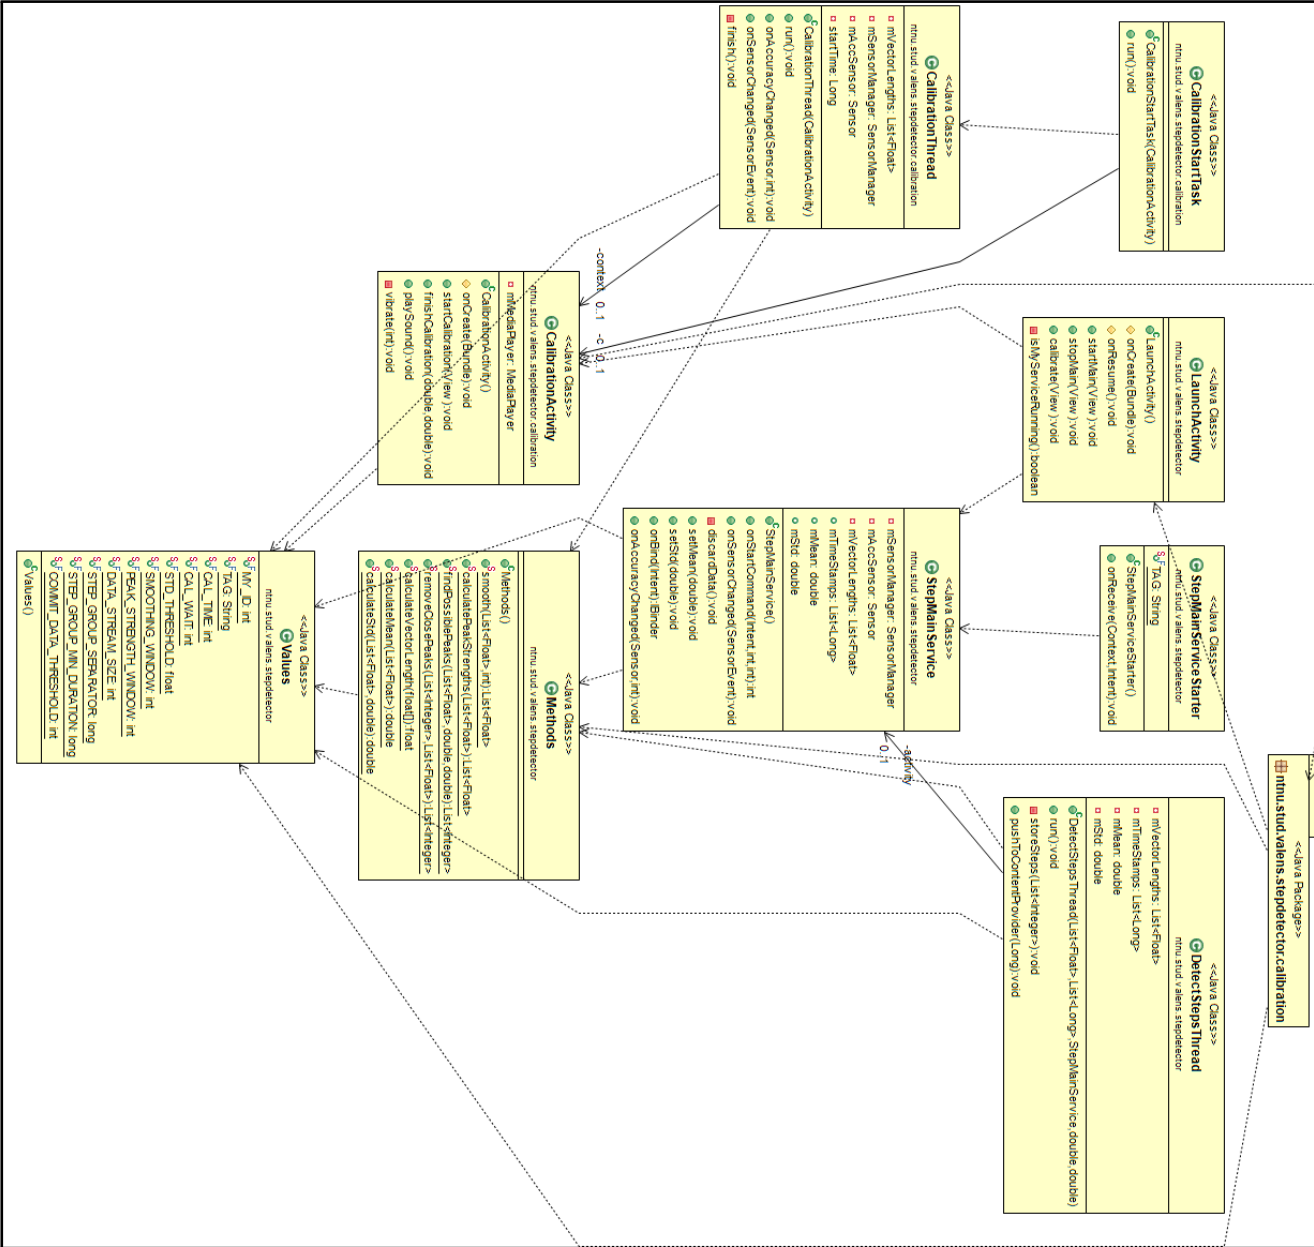 <<Java Package>>
ntnu.stud.valens.stepdetector.calibration
<<Java Class>>
CalibrationStartTask
ntnu.stud.valens.stepdetector.calibration
CalibrationStartTask(CalibrationActivity)
run():void
<<Java Class>>
LaunchActivity
ntnu.stud.valens.stepdetector
LaunchActivity()
onCreate(Bundle):void
onResume():void
startMain(View):void
stopMain(View):void
calibrate(View):void
isMyServiceRunning():boolean
<<Java Class>>
StepMainServiceStarter
ntnu.stud.valens.stepdetector
TAG: String
StepMainServiceStarter()
onReceive(Context,Intent):void
<<Java Class>>
DetectStepsThread
ntnu.stud.valens.stepdetector
mVectorLengths: List<Float>
mTimeStamps: List<Long>
mMean: double
mStd: double
DetectStepsThread(List<Float>,List<Long>,StepMainService,double,double)
run():void
storeSteps(List<Integer>):void
pushToContentProvider(Long):void
<<Java Class>>
CalibrationThread
ntnu.stud.valens.stepdetector.calibration
mVectorLengths: List<Float>
mSensorManager: SensorManager
mAccSensor: Sensor
startTime: Long
CalibrationThread(CalibrationActivity)
run():void
onAccuracyChanged(Sensor,int):void
onSensorChanged(SensorEvent):void
finish():void
<<Java Class>>
StepMainService
ntnu.stud.valens.stepdetector
mSensorManager: SensorManager
mAccSensor: Sensor
mVectorLengths: List<Float>
mTimeStamps: List<Long>
mMean: double
mStd: double
StepMainService()
onStartCommand(Intent,int,int):int
onSensorChanged(SensorEvent):void
discardData():void
setMean(double):void
setStd(double):void
onBind(Intent):IBinder
onAccuracyChanged(Sensor,int):void
-activity
0..1
-context 0..1 -c 0..1
<<Java Class>>
CalibrationActivity
ntnu.stud.valens.stepdetector.calibration
mMediaPlayer: MediaPlayer
CalibrationActivity()
onCreate(Bundle):void
startCalibration(View):void
finishCalibration(double,double):void
playSound():void
vibrate(int):void
<<Java Class>>
Methods
ntnu.stud.valens.stepdetector
Methods()
smooth(List<Float>,int):List<Float>
calculatePeakStrengths(List<Float>):List<Float>
findPossiblePeaks(List<Float>,double,double):List<Integer>
removeClosePeaks(List<Integer>,List<Float>):List<Integer>
calculateVectorLength(float[]):float
calculateMean(List<Float>):double
calculateStd(List<Float>,double):double
<<Java Class>>
Values
ntnu.stud.valens.stepdetector
MY_ID: int
TAG: String
CAL_TIME: int
CAL_WAIT: int
STD_THRESHOLD: float
SMOOTHING_WINDOW: int
PEAK_STRENGTH_WINDOW: int
DATA_STREAM_SIZE: int
STEP_GROUP_SEPARATOR: long
STEP_GROUP_MIN_DURATION: long
COMMIT_DATA_THRESHOLD: int
Values()